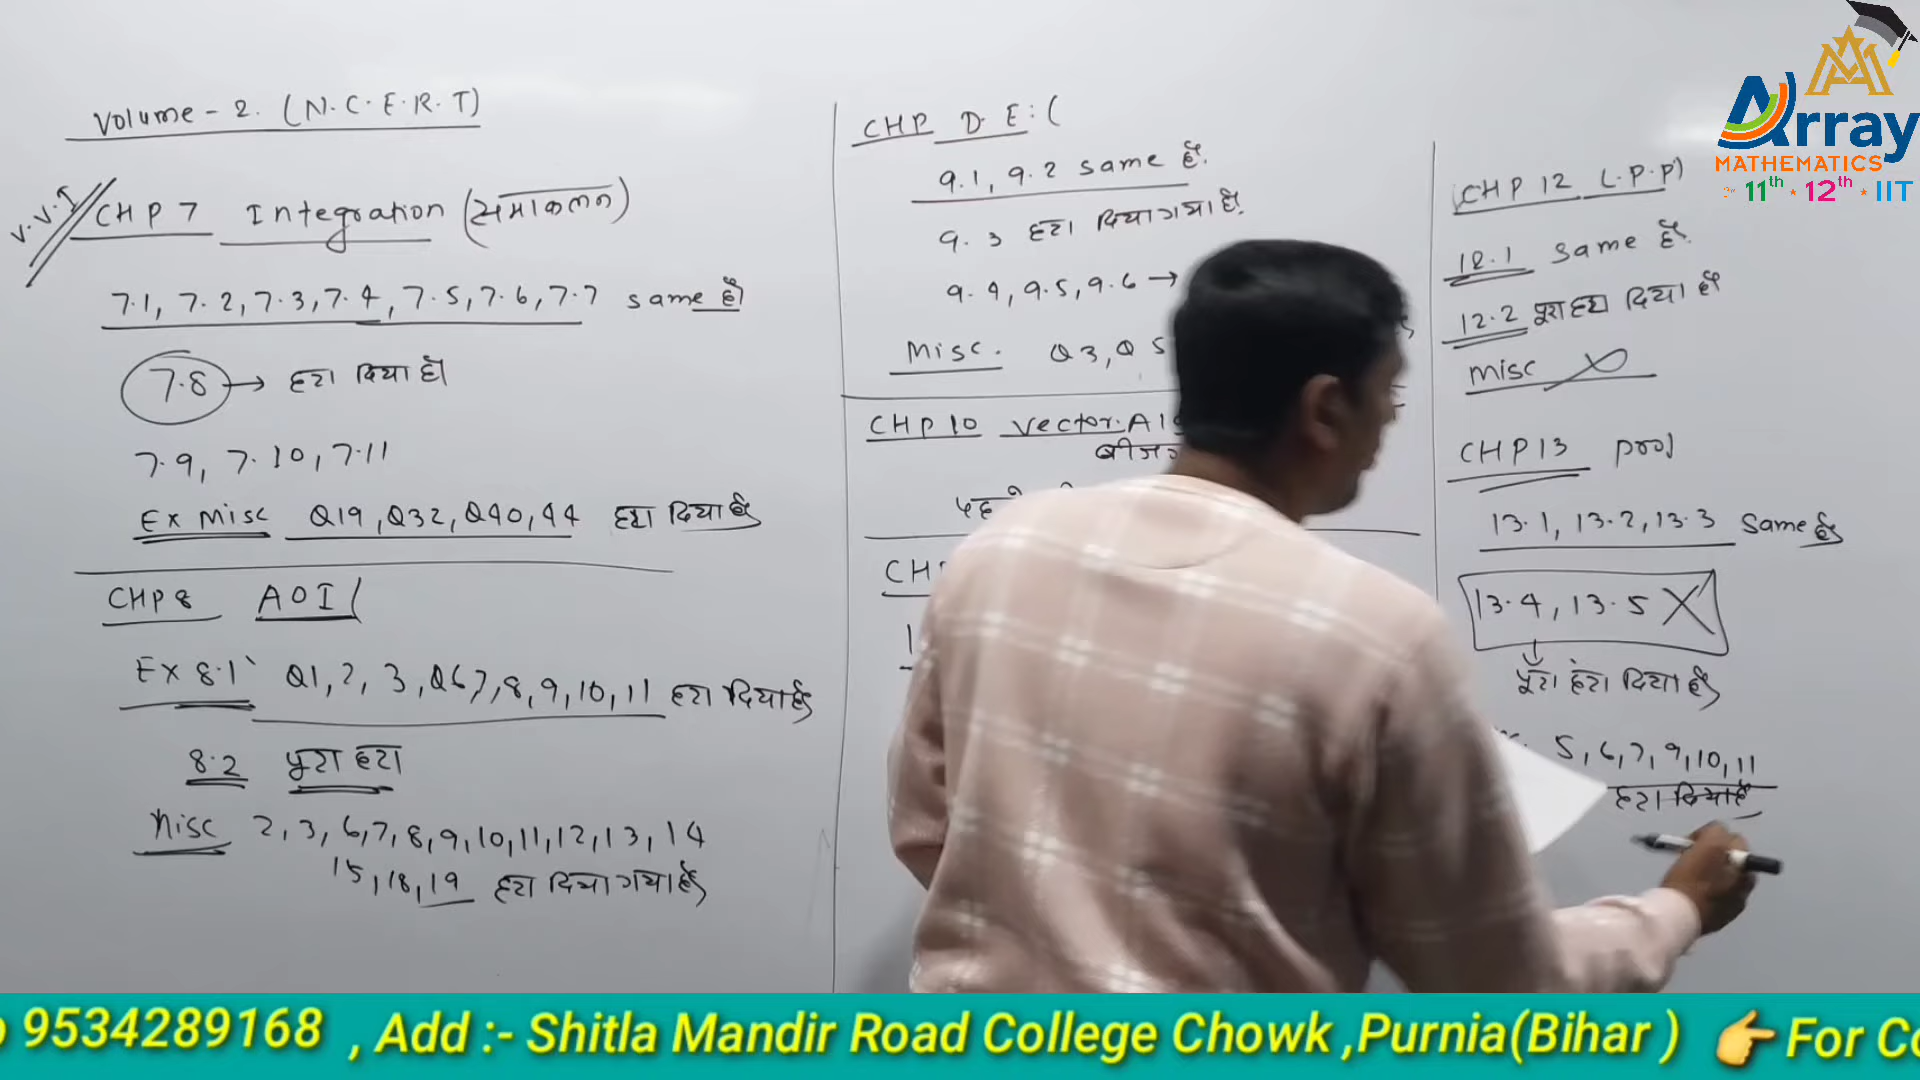 Volume - 2. (N.C.E.R.T)
V.V.I
CHP 7 Integration (समाकलन)
7.1, 7.2, 7.3, 7.4, 7.5, 7.6, 7.7 same है
7.8 → हटा दिया है
7.9, 7.10, 7.11
Ex Misc Q19, Q32, Q40, 44 हटा दिया है
CHP 8 AOI
Ex 8.1 Q1, 2, 3, Q6 7, 8, 9, 10, 11 हटा दिया है
8.2 पूरा हटा
Misc 2, 3, 6, 7, 8, 9, 10, 11, 12, 13, 14
15, 18, 19 हटा दिया गया है
CHP D.E : (
9.1, 9.2 same है.
9.3 हटा दिया गया है.
9.4, 9.5, 9.6 →
Misc. Q3, Q5
CHP 10 Vector.
CHP 12 (L.P.P)
12.1 same है.
12.2 पूरा हटा दिया है
misc
CHP 13
13.1, 13.2, 13.3 Same है
13.4, 13.5 X
पूरा हटा दिया है
5, 6, 7, 9, 10, 11
हटा दिया है
Array
MATHEMATICS
11th * 12th * IIT
9534289168 , Add :- Shitla Mandir Road College Chowk ,Purnia(Bihar ) 👉 For